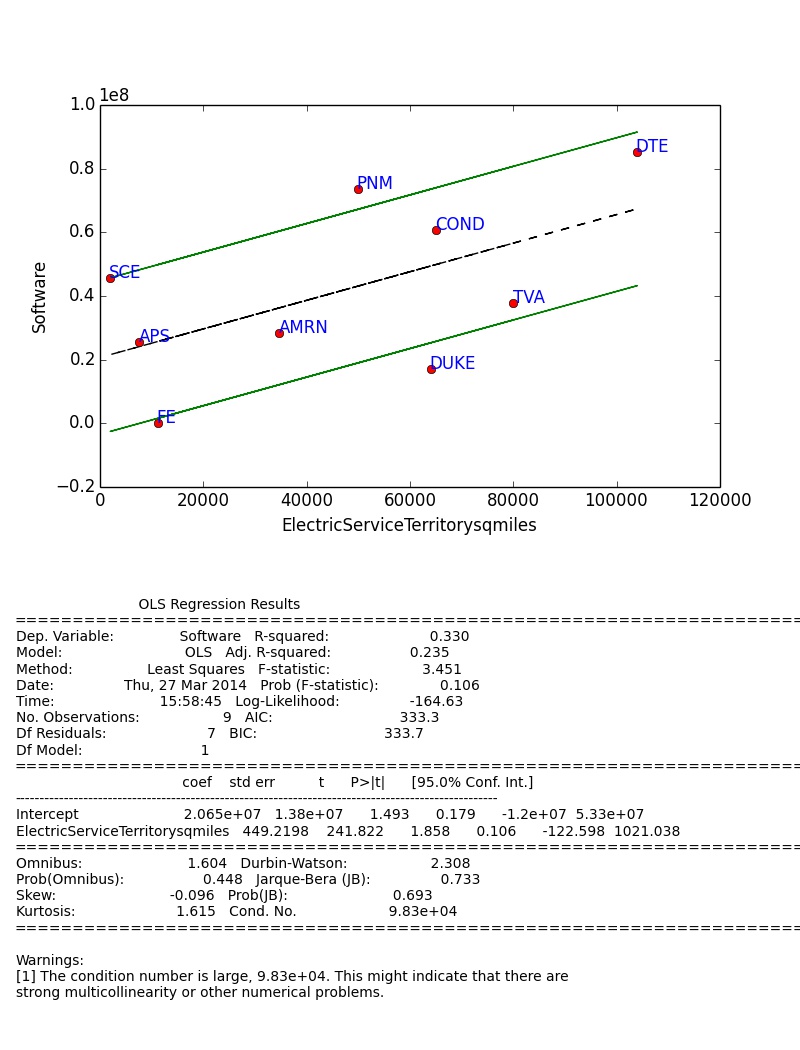 1e8
1.0
0.8
0.6
0.4
0.2
0.0
−0.2
Software
DTE
PNM
COND
SCE
TVA
AMRN
APS
DUKE
FE
0 20000 40000 60000 80000 100000 120000
ElectricServiceTerritorysqmiles
OLS Regression Results
==============================================================================
Dep. Variable: Software R-squared: 0.330
Model: OLS Adj. R-squared: 0.235
Method: Least Squares F-statistic: 3.451
Date: Thu, 27 Mar 2014 Prob (F-statistic): 0.106
Time: 15:58:45 Log-Likelihood: -164.63
No. Observations: 9 AIC: 333.3
Df Residuals: 7 BIC: 333.7
Df Model: 1
==============================================================================
coef std err t P>|t| [95.0% Conf. Int.]
---------------------------------------------------------------------------------------------------
Intercept 2.065e+07 1.38e+07 1.493 0.179 -1.2e+07 5.33e+07
ElectricServiceTerritorysqmiles 449.2198 241.822 1.858 0.106 -122.598 1021.038
==============================================================================
Omnibus: 1.604 Durbin-Watson: 2.308
Prob(Omnibus): 0.448 Jarque-Bera (JB): 0.733
Skew: -0.096 Prob(JB): 0.693
Kurtosis: 1.615 Cond. No. 9.83e+04
==============================================================================
Warnings:
[1] The condition number is large, 9.83e+04. This might indicate that there are
strong multicollinearity or other numerical problems.